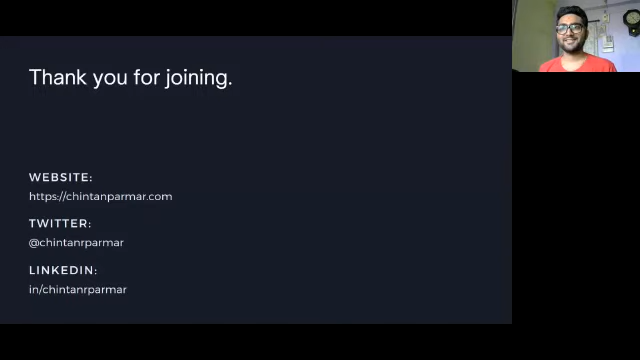 Thank you for joining.
WEBSITE:
https://chintanparmar.com
TWITTER:
@chintanrparmar
LINKEDIN:
in/chintanrparmar